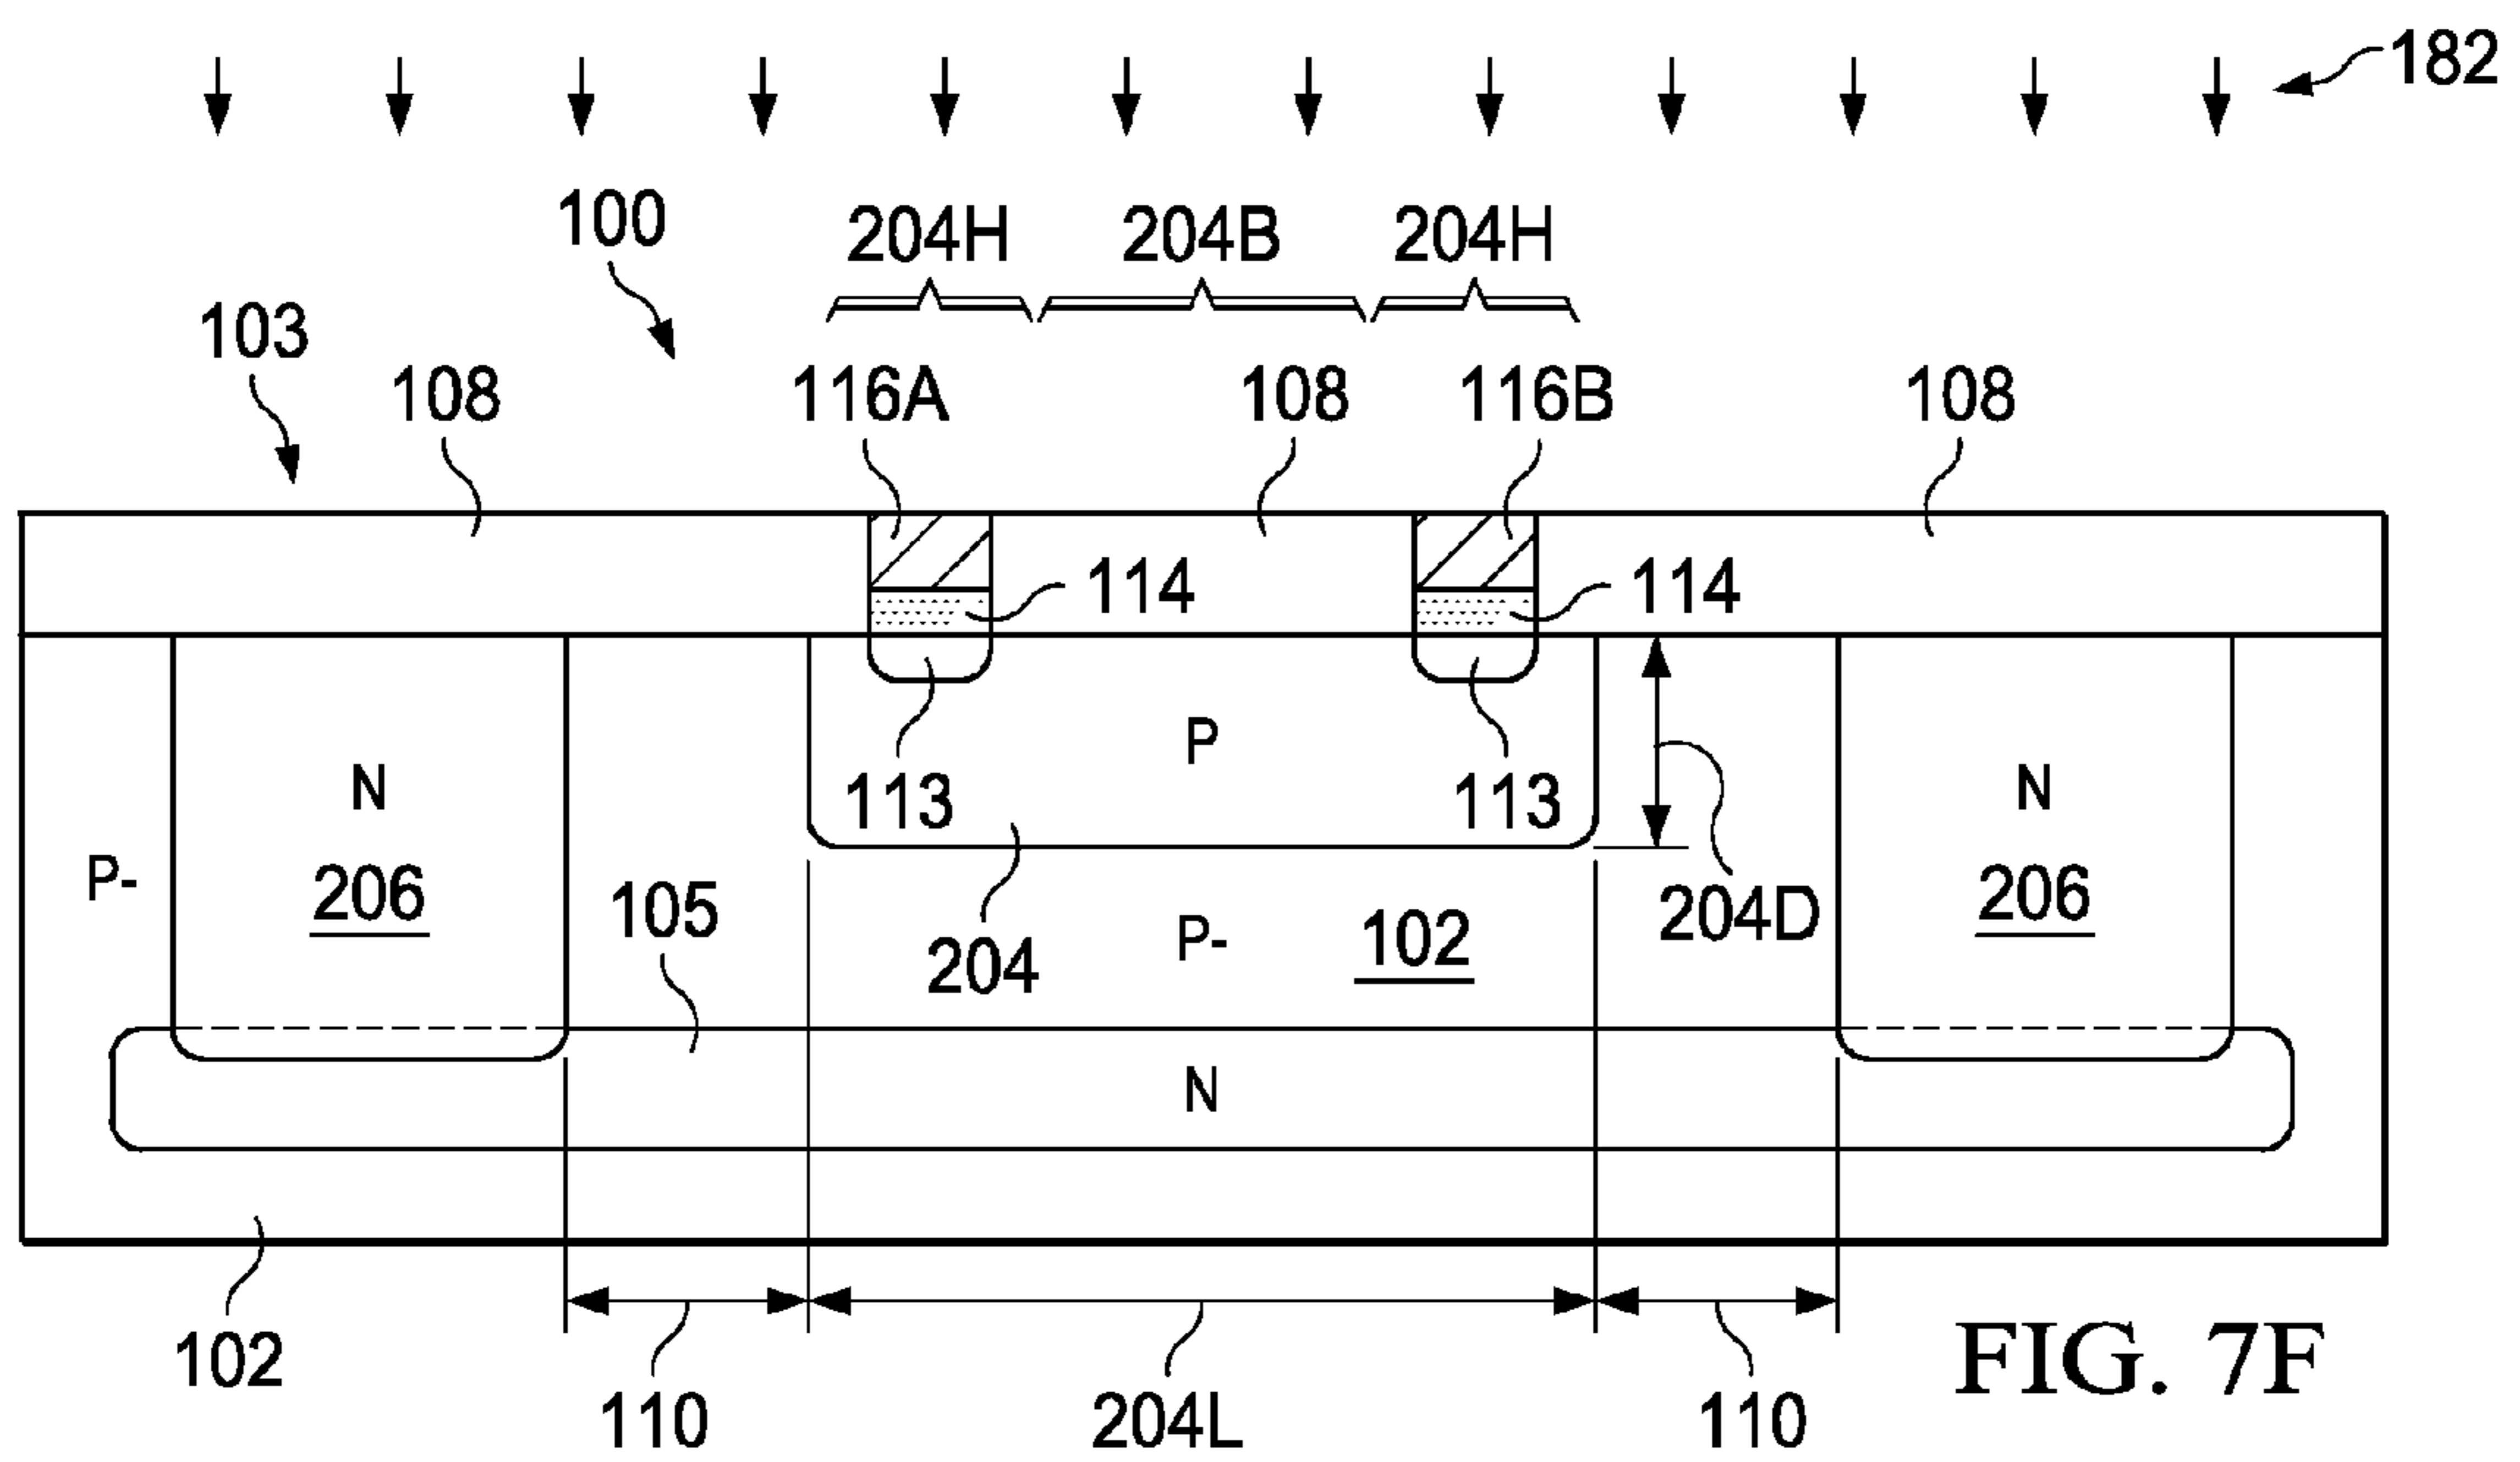 182
100
204H 204B 204H
103
108 116A 108 116B 108
114 114
P
113 113
N N
P-
206 206
105
204
P- 102
204D
N
102
110 204L 110
FIG. 7F